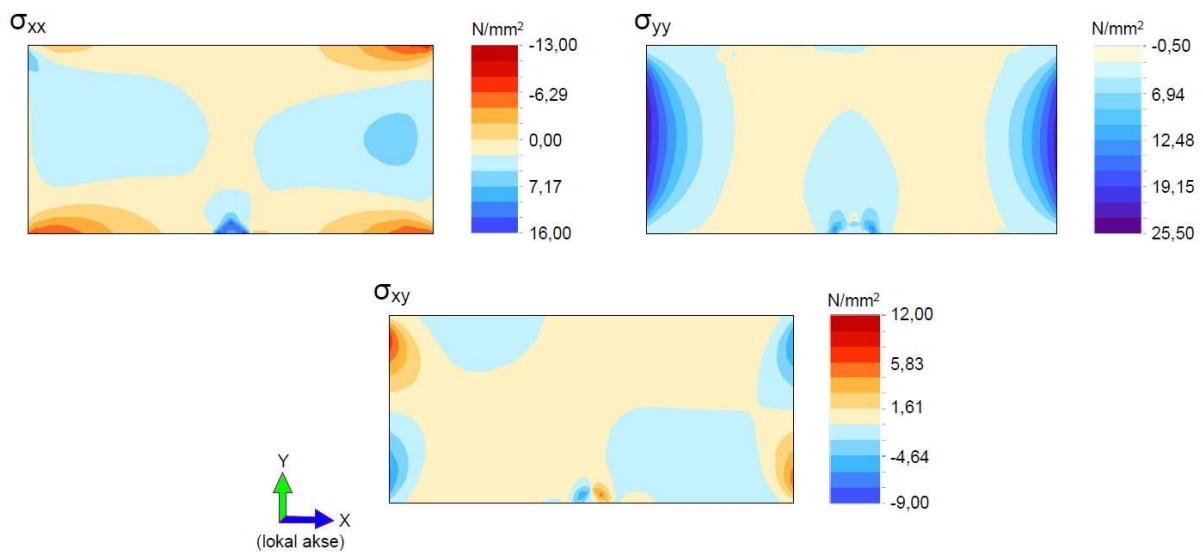 σxx
N/mm²
-13,00
-6,29
0,00
7,17
16,00
σyy
N/mm²
-0,50
6,94
12,48
19,15
25,50
σxy
N/mm²
12,00
5,83
1,61
-4,64
-9,00
Y
X
(lokal akse)